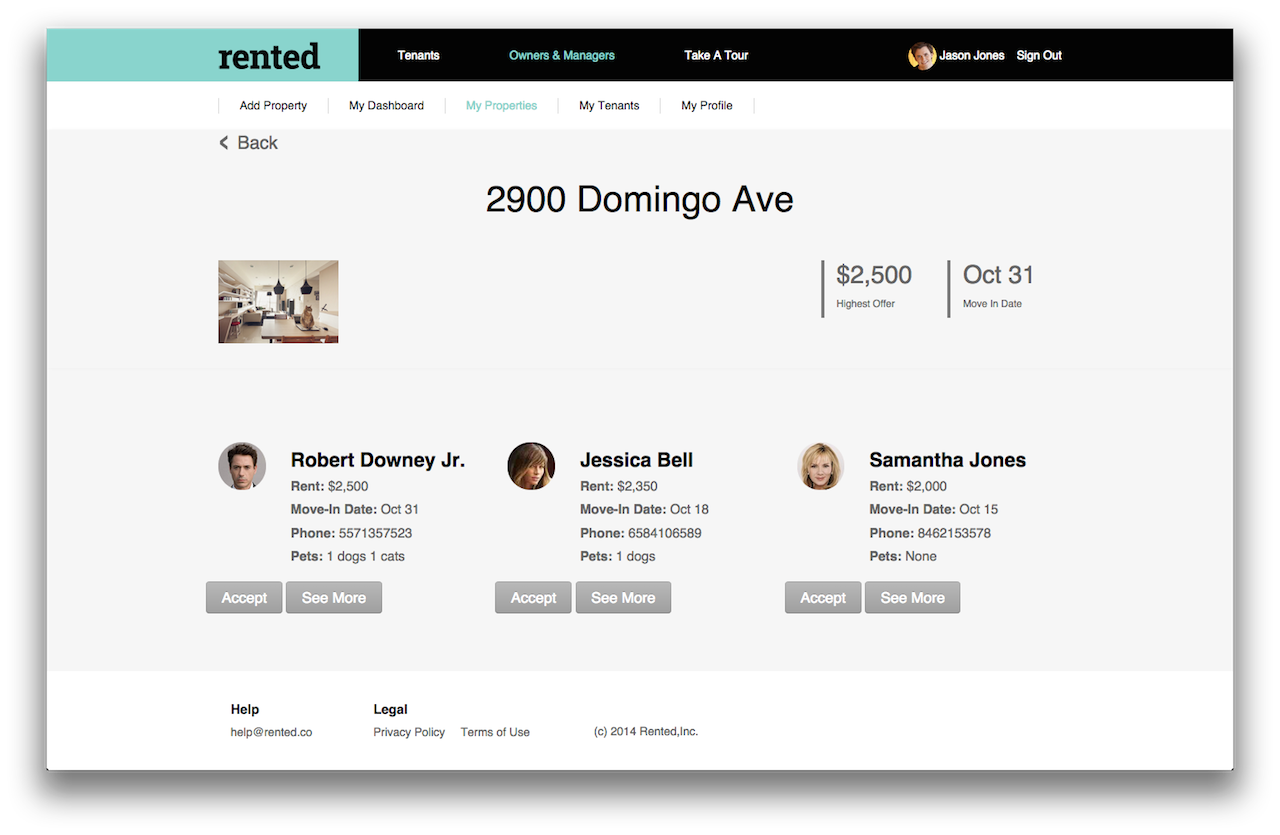 rented
Tenants Owners & Managers Take A Tour Jason Jones Sign Out
Add Property My Dashboard My Properties My Tenants My Profile
Back
2900 Domingo Ave
$2,500 Oct 31
Highest Offer Move In Date
Robert Downey Jr.
Rent: $2,500
Move-In Date: Oct 31
Phone: 5571357523
Pets: 1 dogs 1 cats
Accept See More
Jessica Bell
Rent: $2,350
Move-In Date: Oct 18
Phone: 6584106589
Pets: 1 dogs
Accept See More
Samantha Jones
Rent: $2,000
Move-In Date: Oct 15
Phone: 8462153578
Pets: None
Accept See More
Help
help@rented.co
Legal
Privacy Policy Terms of Use
(c) 2014 Rented,Inc.